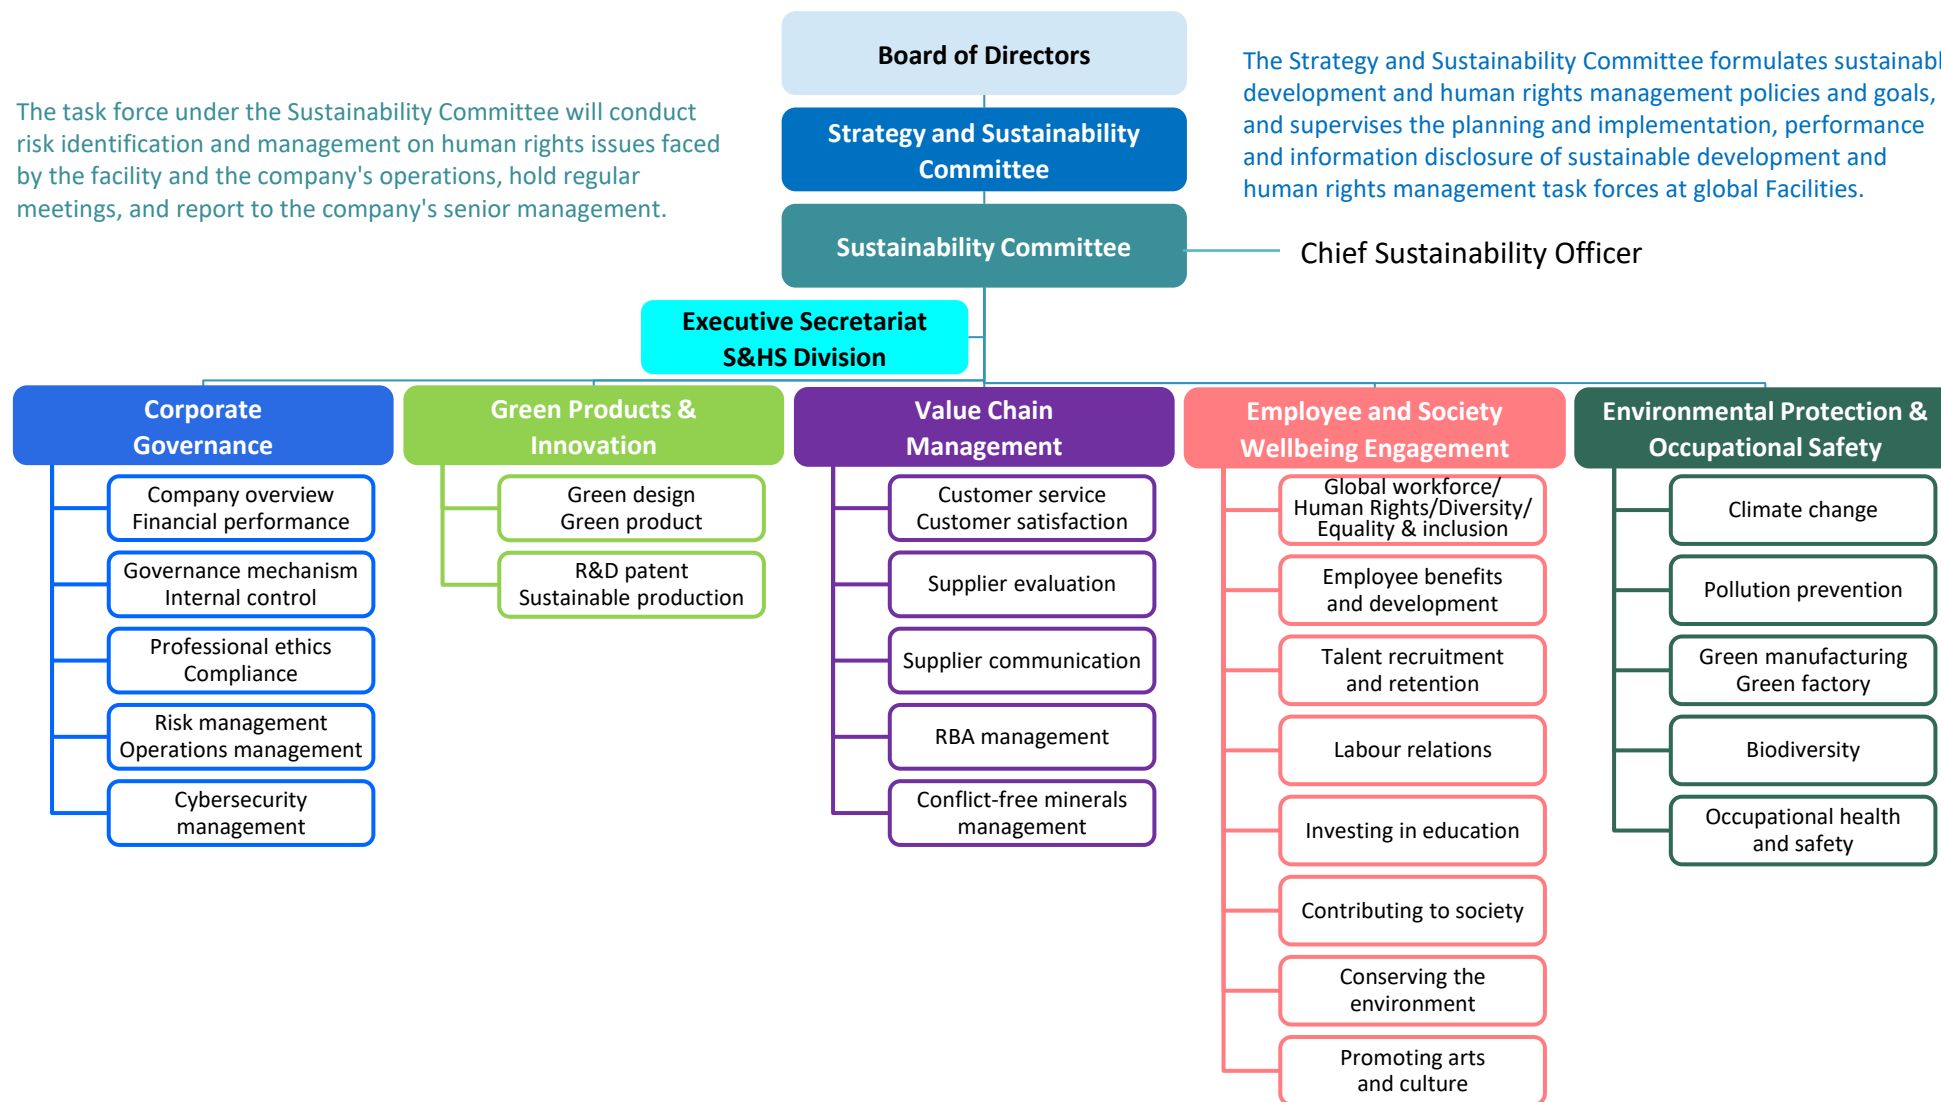 Board of Directors
The task force under the Sustainability Committee will conduct
risk identification and management on human rights issues faced
by the facility and the company's operations, hold regular
meetings, and report to the company's senior management.
Strategy and Sustainability
Committee
The Strategy and Sustainability Committee formulates sustainabl
development and human rights management policies and goals,
and supervises the planning and implementation, performance
and information disclosure of sustainable development and
human rights management task forces at global Facilities.
Sustainability Committee
Chief Sustainability Officer
Executive Secretariat
S&HS Division
Corporate
Governance
Company overview
Financial performance
Governance mechanism
Internal control
Professional ethics
Compliance
Risk management
Operations management
Cybersecurity
management
Green Products &
Innovation
Green design
Green product
R&D patent
Sustainable production
Value Chain
Management
Customer service
Customer satisfaction
Supplier evaluation
Supplier communication
RBA management
Conflict-free minerals
management
Employee and Society
Wellbeing Engagement
Global workforce/
Human Rights/Diversity/
Equality & inclusion
Employee benefits
and development
Talent recruitment
and retention
Labour relations
Investing in education
Contributing to society
Conserving the
environment
Promoting arts
and culture
Environmental Protection &
Occupational Safety
Climate change
Pollution prevention
Green manufacturing
Green factory
Biodiversity
Occupational health
and safety